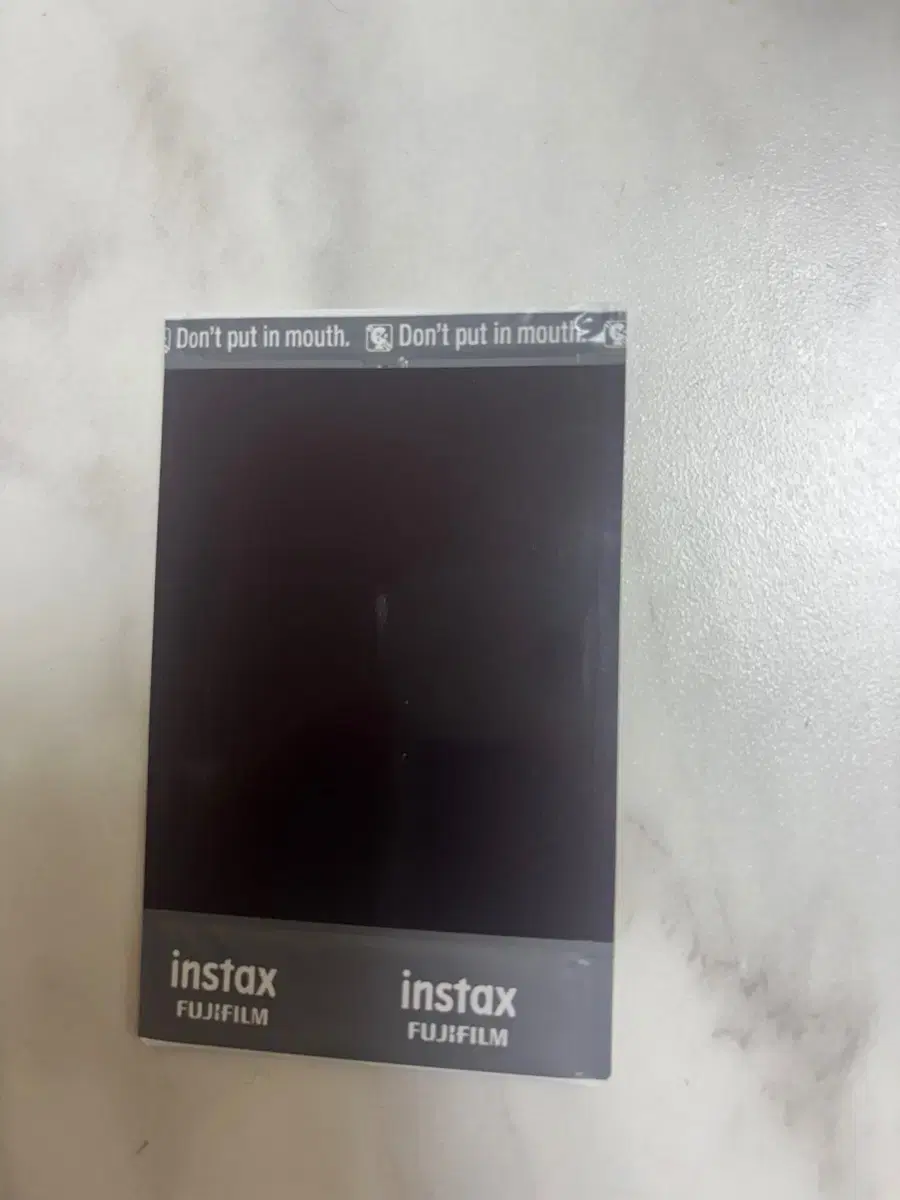 Don't put in mouth. Don't put in mouth.
instax instax
FUJIFILM FUJIFILM